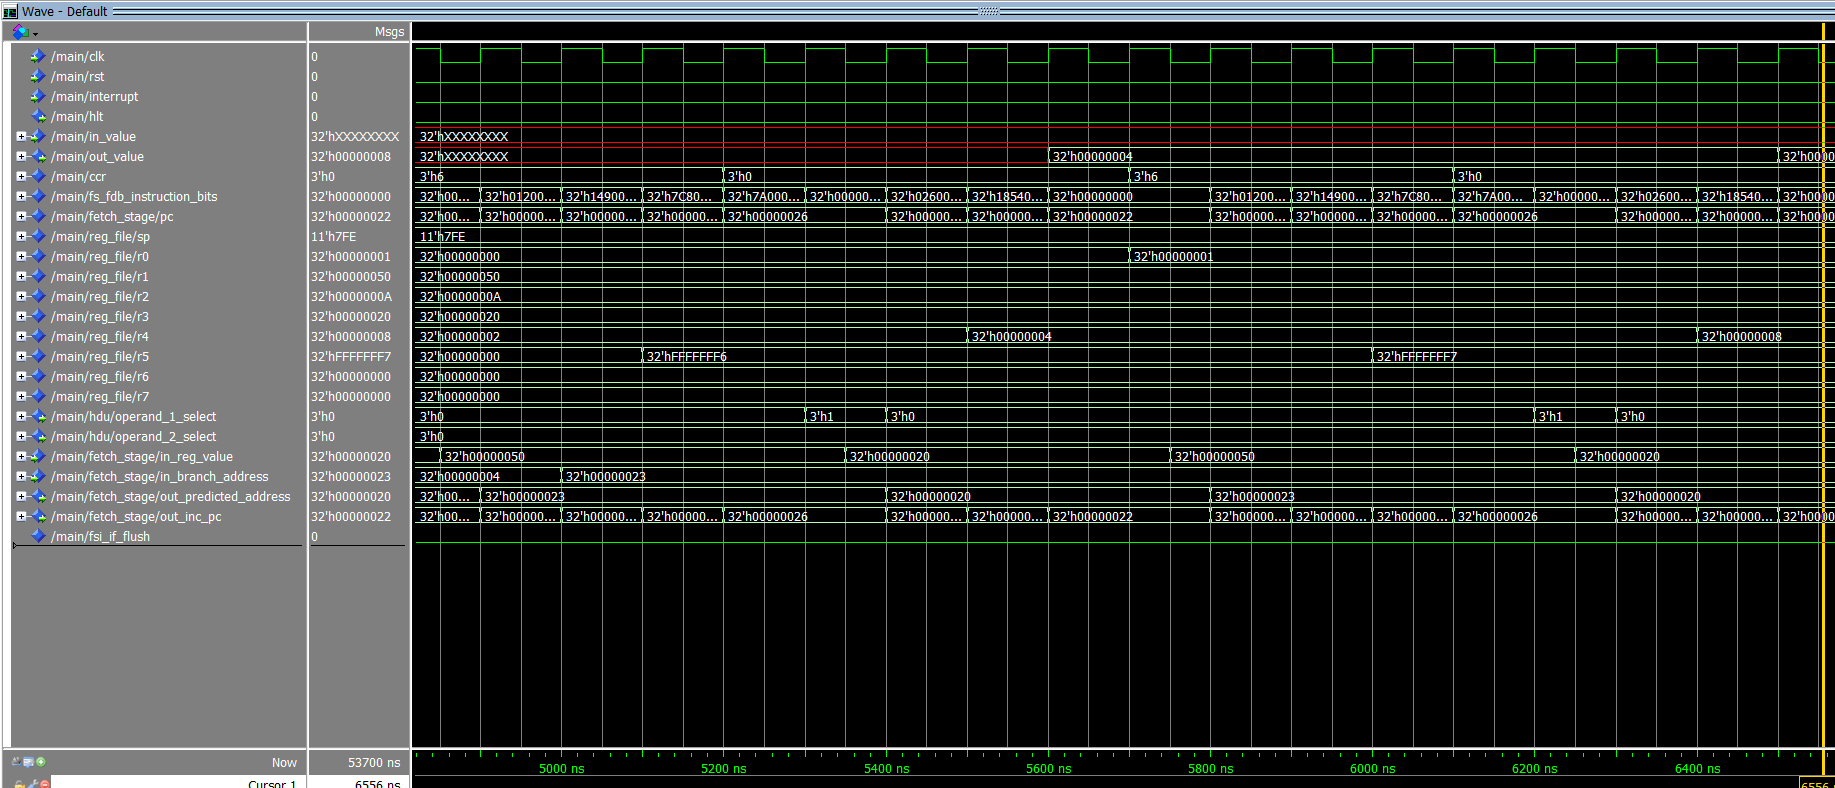 Wave - Default
Msgs
/main/clk 0
/main/rst 0
/main/interrupt 0
/main/hlt 0
/main/in_value 32'hXXXXXXXX 32'hXXXXXXXX
/main/out_value 32'h00000008 32'hXXXXXXXX 32'h00000004 32'h0000
/main/ccr 3'h0 3'h6 3'h0 3'h6 3'h0
/main/fs_fdb_instruction_bits 32'h00000000 32'h00... 32'h01200... 32'h14900... 32'h7C80... 32'h7A000... 32'h00000... 32'h02600... 32'h18540... 32'h00000000 32'h01200... 32'h14900... 32'h7C80... 32'h7A00... 32'h00000... 32'h02600... 32'h18540... 32'h0000
/main/fetch_stage/pc 32'h00000022 32'h00... 32'h00000... 32'h00000... 32'h00000... 32'h00000026 32'h00000... 32'h00000... 32'h00000022 32'h00000... 32'h00000... 32'h00000... 32'h00000026 32'h00000... 32'h00000... 32'h0000
/main/reg_file/sp 11'h7FE 11'h7FE
/main/reg_file/r0 32'h00000001 32'h00000000 32'h00000001
/main/reg_file/r1 32'h00000050 32'h00000050
/main/reg_file/r2 32'h0000000A 32'h0000000A
/main/reg_file/r3 32'h00000020 32'h00000020
/main/reg_file/r4 32'h00000008 32'h00000002 32'h00000004 32'h00000008
/main/reg_file/r5 32'hFFFFFFF7 32'h00000000 32'hFFFFFFF6 32'hFFFFFFF7
/main/reg_file/r6 32'h00000000 32'h00000000
/main/reg_file/r7 32'h00000000 32'h00000000
/main/hdu/operand_1_select 3'h0 3'h0 3'h1 3'h0 3'h1 3'h0
/main/hdu/operand_2_select 3'h0 3'h0
/main/fetch_stage/in_reg_value 32'h00000020 32'h00000050 32'h00000020 32'h00000050 32'h00000020
/main/fetch_stage/in_branch_address 32'h00000023 32'h00000004 32'h00000023
/main/fetch_stage/out_predicted_address 32'h00000020 32'h00... 32'h00000023 32'h00000020 32'h00000023 32'h00000020
/main/fetch_stage/out_inc_pc 32'h00000022 32'h00... 32'h00000... 32'h00000... 32'h00000... 32'h00000026 32'h00000... 32'h00000... 32'h00000022 32'h00000... 32'h00000... 32'h00000... 32'h00000026 32'h00000... 32'h00000... 32'h0000
/main/fsi_if_flush 0
Now 53700 ns 5000 ns 5200 ns 5400 ns 5600 ns 5800 ns 6000 ns 6200 ns 6400 ns
Cursor 1 6556 ns 6556